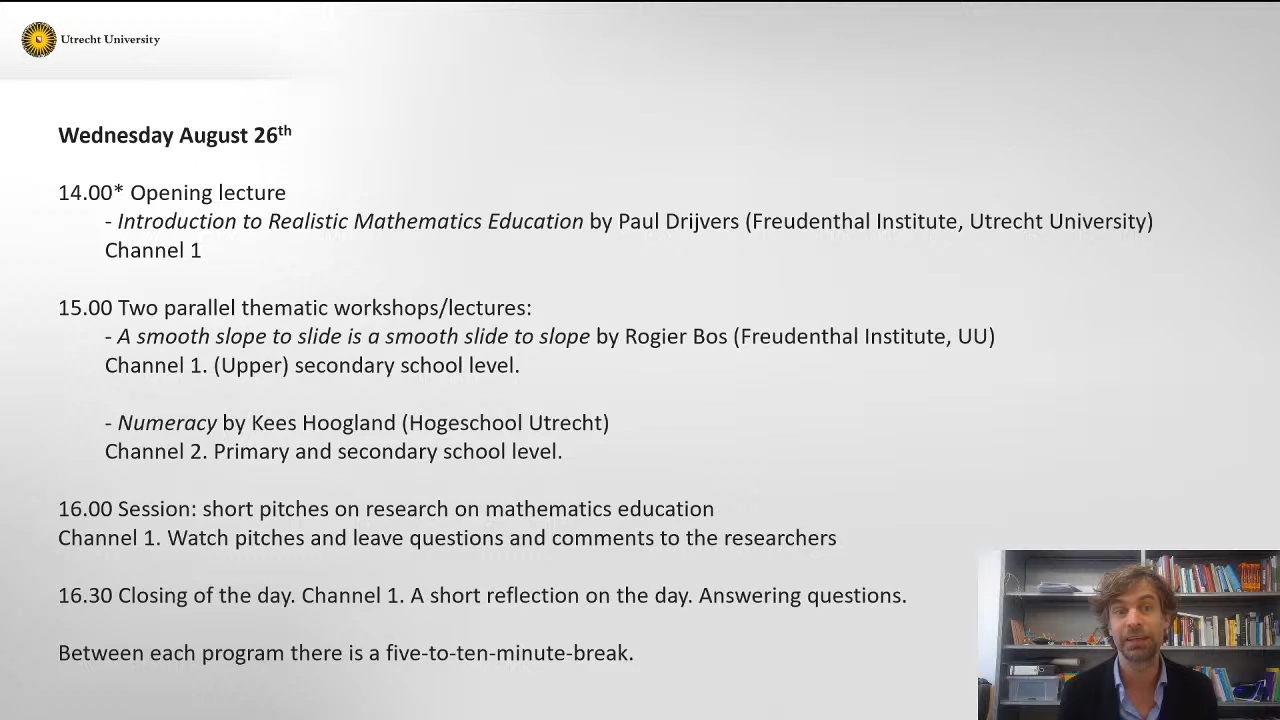 Utrecht University
Wednesday August 26th
14.00* Opening lecture
- Introduction to Realistic Mathematics Education by Paul Drijvers (Freudenthal Institute, Utrecht University)
Channel 1
15.00 Two parallel thematic workshops/lectures:
- A smooth slope to slide is a smooth slide to slope by Rogier Bos (Freudenthal Institute, UU)
Channel 1. (Upper) secondary school level.
- Numeracy by Kees Hoogland (Hogeschool Utrecht)
Channel 2. Primary and secondary school level.
16.00 Session: short pitches on research on mathematics education
Channel 1. Watch pitches and leave questions and comments to the researchers
16.30 Closing of the day. Channel 1. A short reflection on the day. Answering questions.
Between each program there is a five-to-ten-minute-break.